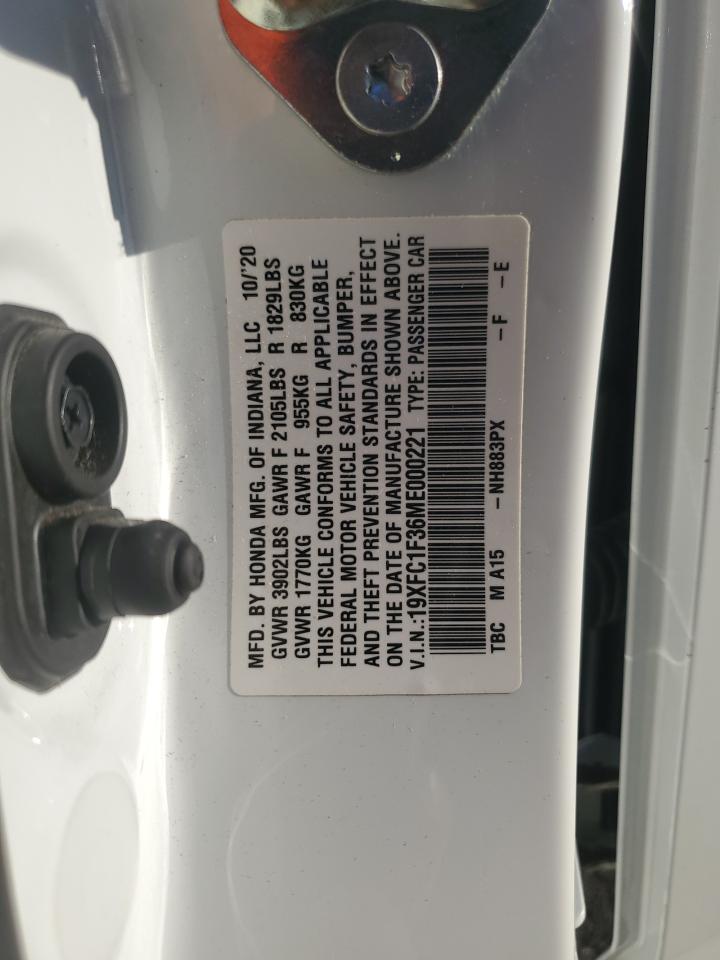 MFD. BY HONDA MFG. OF INDIANA, LLC 10/'20
GVWR 3902LBS GAWR F 2105LBS R 1829LBS
GVWR 1770KG GAWR F 955KG R 830KG
THIS VEHICLE CONFORMS TO ALL APPLICABLE
FEDERAL MOTOR VEHICLE SAFETY, BUMPER,
AND THEFT PREVENTION STANDARDS IN EFFECT
ON THE DATE OF MANUFACTURE SHOWN ABOVE.
V.I.N.:19XFC1F36ME000221 TYPE: PASSENGER CAR
TBC M A15 -NH883PX -F -E